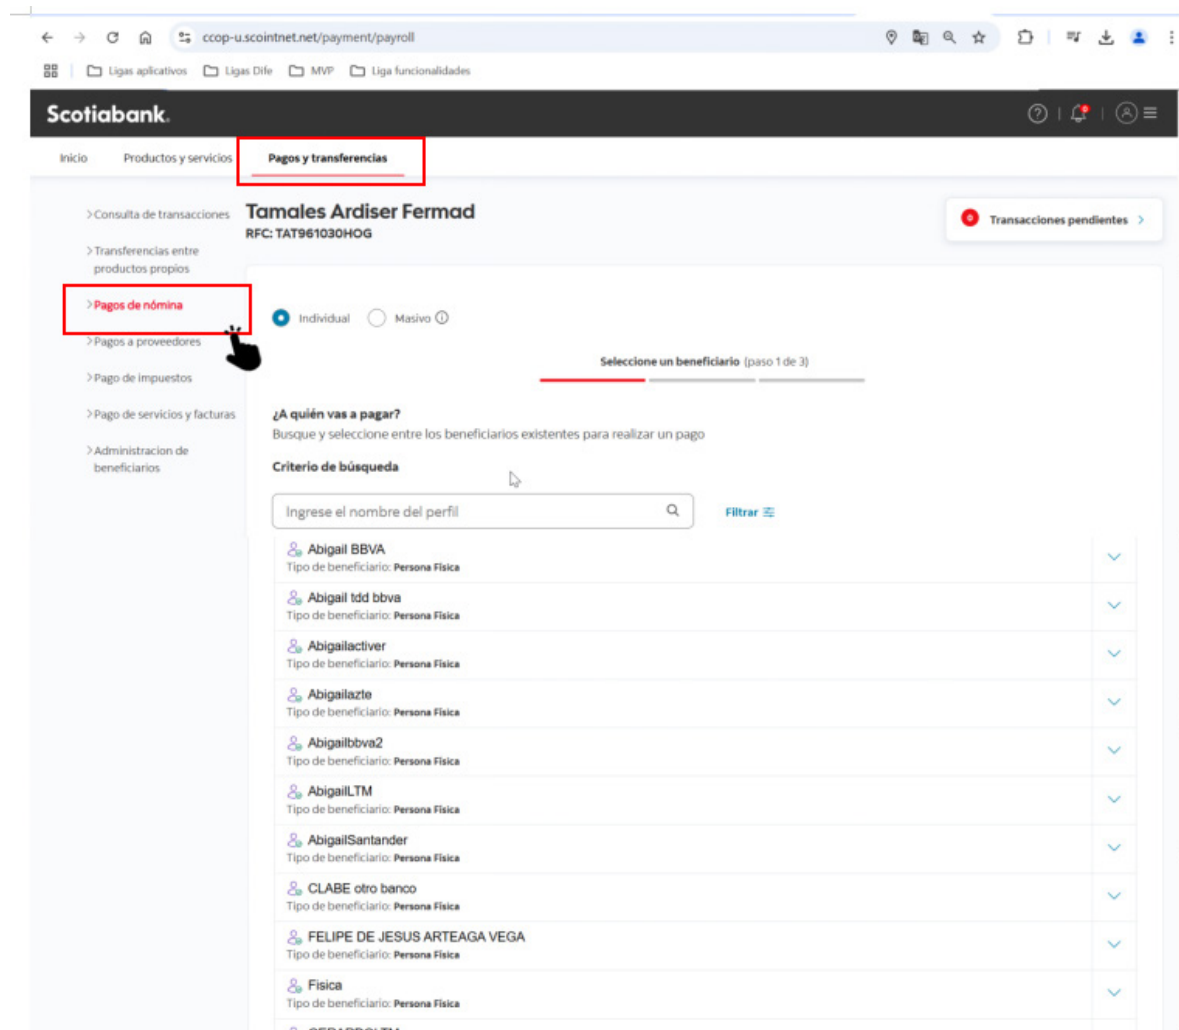 ccop-u.scointnet.net/payment/payroll
Ligas aplicativos
Ligas Dife
MVP
Liga funcionalidades
Scotiabank.
Inicio
Productos y servicios
Pagos y transferencias
Consulta de transacciones
Transferencias entre
productos propios
Pagos de nómina
Pagos a proveedores
Pago de impuestos
Pago de servicios y facturas
Administracion de
beneficiarios
Tamales Ardiser Fermad
RFC: TAT961030HOG
0 Transacciones pendientes
Individual
Masivo
Seleccione un beneficiario (paso 1 de 3)
¿A quién vas a pagar?
Busque y seleccione entre los beneficiarios existentes para realizar un pago
Criterio de búsqueda
Ingrese el nombre del perfil
Filtrar
Abigail BBVA
Tipo de beneficiario: Persona Física
Abigail tdd bbva
Tipo de beneficiario: Persona Física
Abigailactiver
Tipo de beneficiario: Persona Física
Abigailazte
Tipo de beneficiario: Persona Física
Abigailbbva2
Tipo de beneficiario: Persona Física
AbigailLTM
Tipo de beneficiario: Persona Física
AbigailSantander
Tipo de beneficiario: Persona Física
CLABE otro banco
Tipo de beneficiario: Persona Física
FELIPE DE JESUS ARTEAGA VEGA
Tipo de beneficiario: Persona Física
Fisica
Tipo de beneficiario: Persona Física